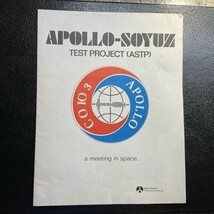 APOLLO-SOYUZ
TEST PROJECT (ASTP)
СОЮЗ
APOLLO
a meeting in space...